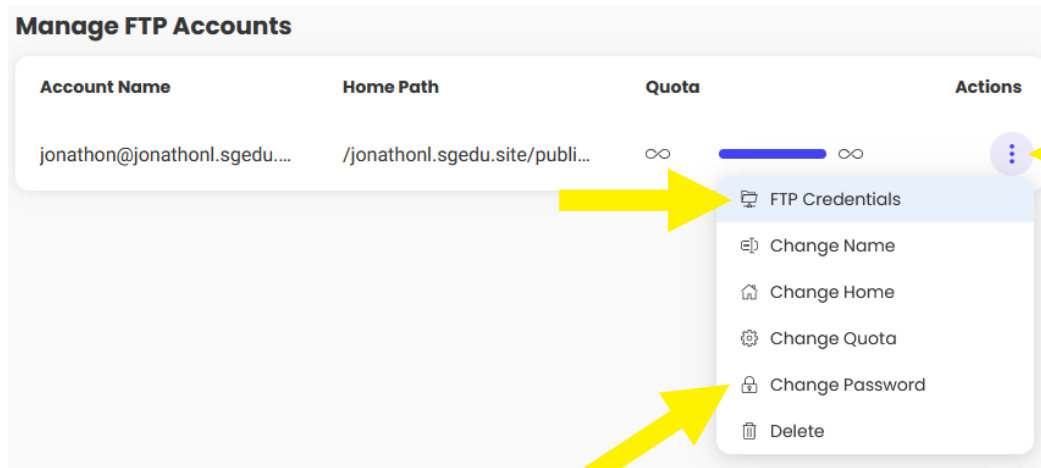 Manage FTP Accounts
Account Name Home Path Quota Actions
jonathon@jonathonl.sgedu.... /jonathonl.sgedu.site/publi... ∞ ∞
FTP Credentials
Change Name
Change Home
Change Quota
Change Password
Delete